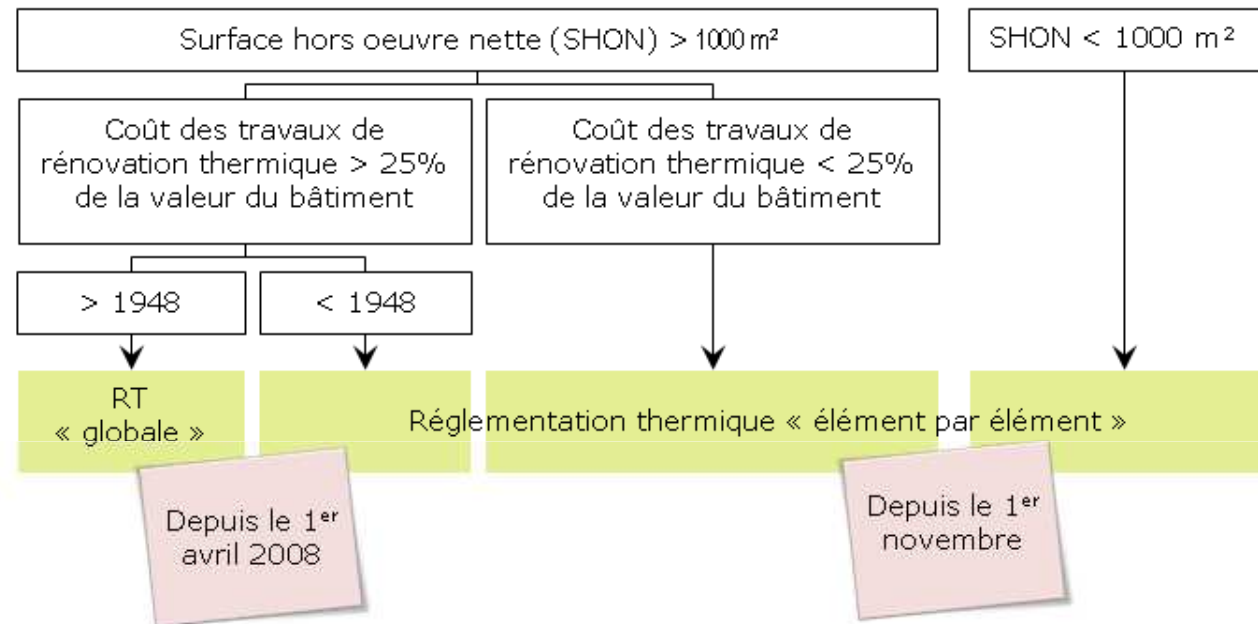 Surface hors oeuvre nette (SHON) > 1000 m²
SHON < 1000 m²
Coût des travaux de
rénovation thermique > 25%
de la valeur du bâtiment
Coût des travaux de
rénovation thermique < 25%
de la valeur du bâtiment
> 1948
< 1948
RT
« globale »
Réglementation thermique « élément par élément »
Depuis le 1er
avril 2008
Depuis le 1er
novembre